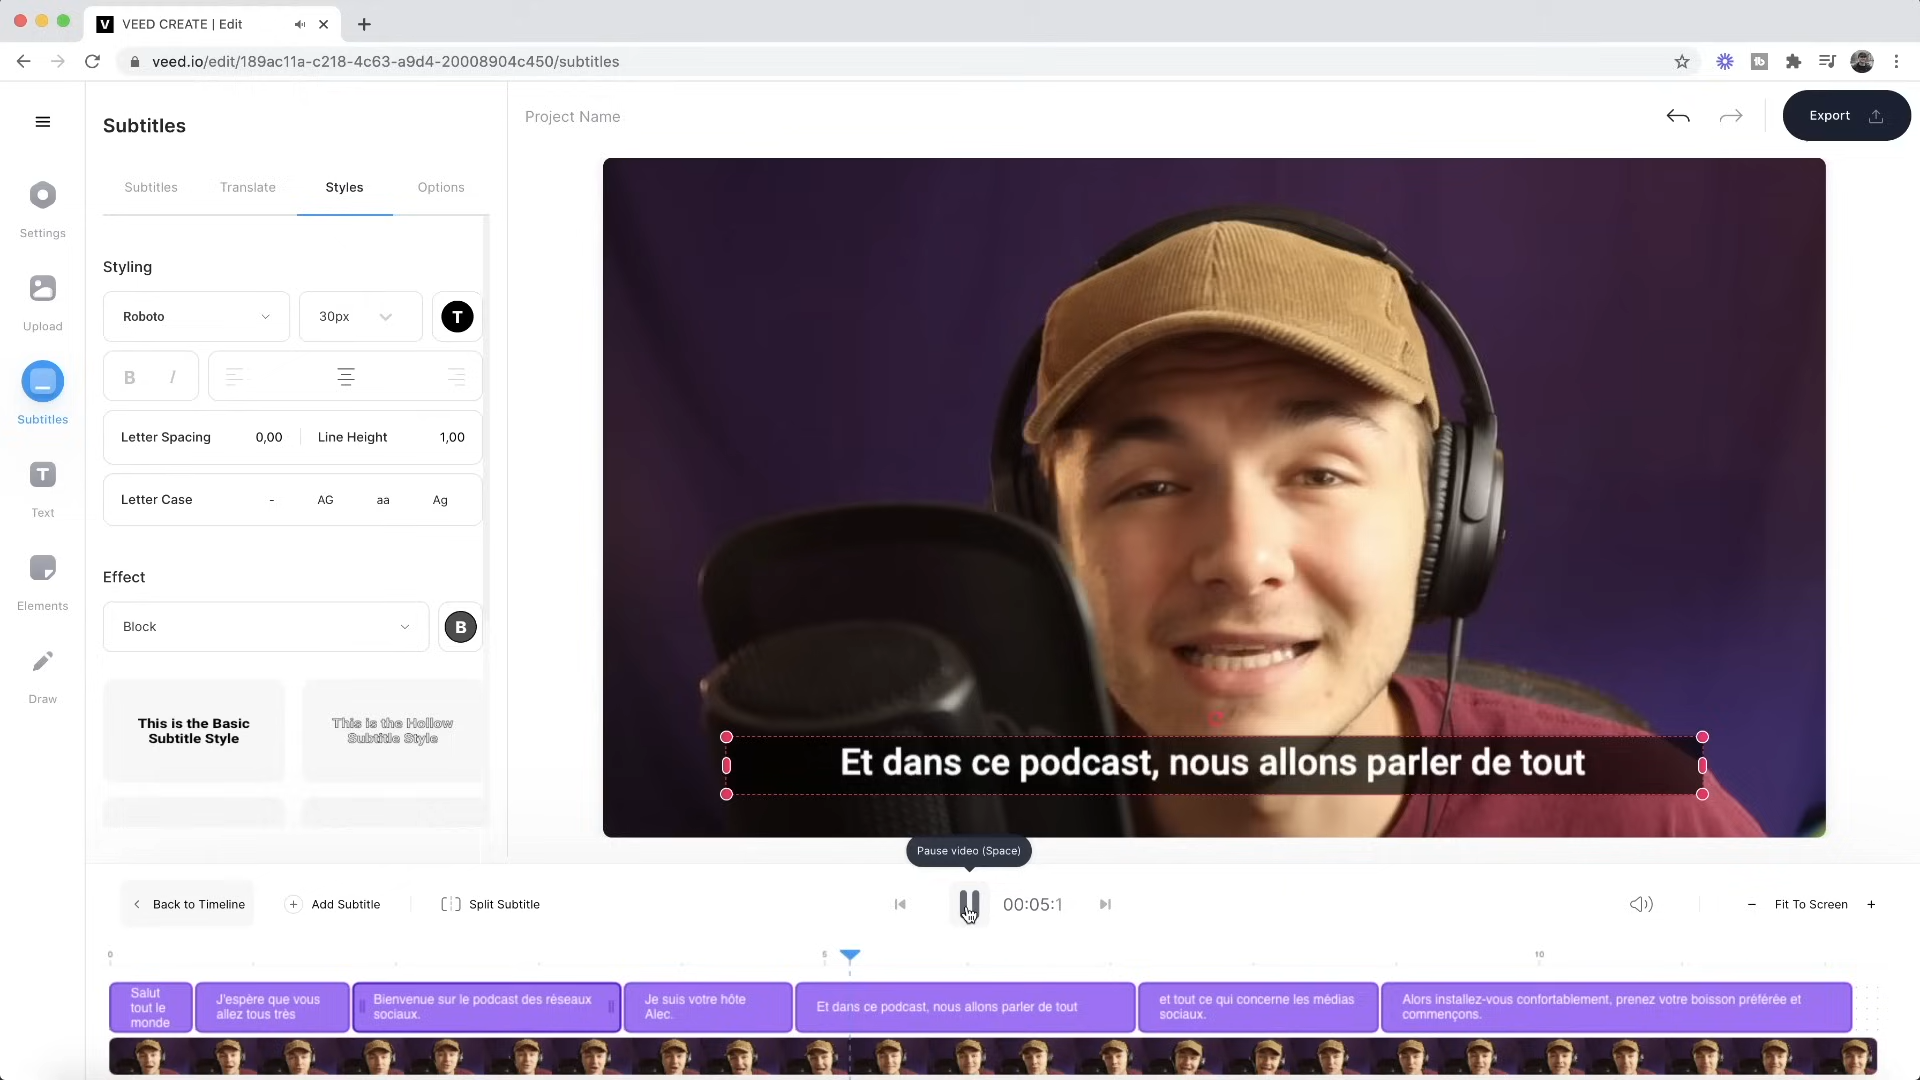 VEED CREATE | Edit
veed.io/edit/189ac11a-c218-4c63-a9d4-20008904c450/subtitles
Subtitles
Project Name
Export
Subtitles Translate Styles Options
Settings
Upload
Subtitles
Text
Elements
Draw
Styling
Roboto 30px T
B I
Letter Spacing 0,00 Line Height 1,00
Letter Case - AG aa Ag
Effect
Block B
This is the Basic
Subtitle Style
This is the Hollow
Subtitle Style
Et dans ce podcast, nous allons parler de tout
Pause video (Space)
Back to Timeline + Add Subtitle Split Subtitle 00:05:1 − Fit To Screen +
0 5 10
Salut
tout le
monde
J'espère que vous
allez tous très
Bienvenue sur le podcast des réseaux
sociaux.
Je suis votre hôte
Alec.
Et dans ce podcast, nous allons parler de tout
et tout ce qui concerne les médias
sociaux.
Alors installez-vous confortablement, prenez votre boisson préférée et
commençons.